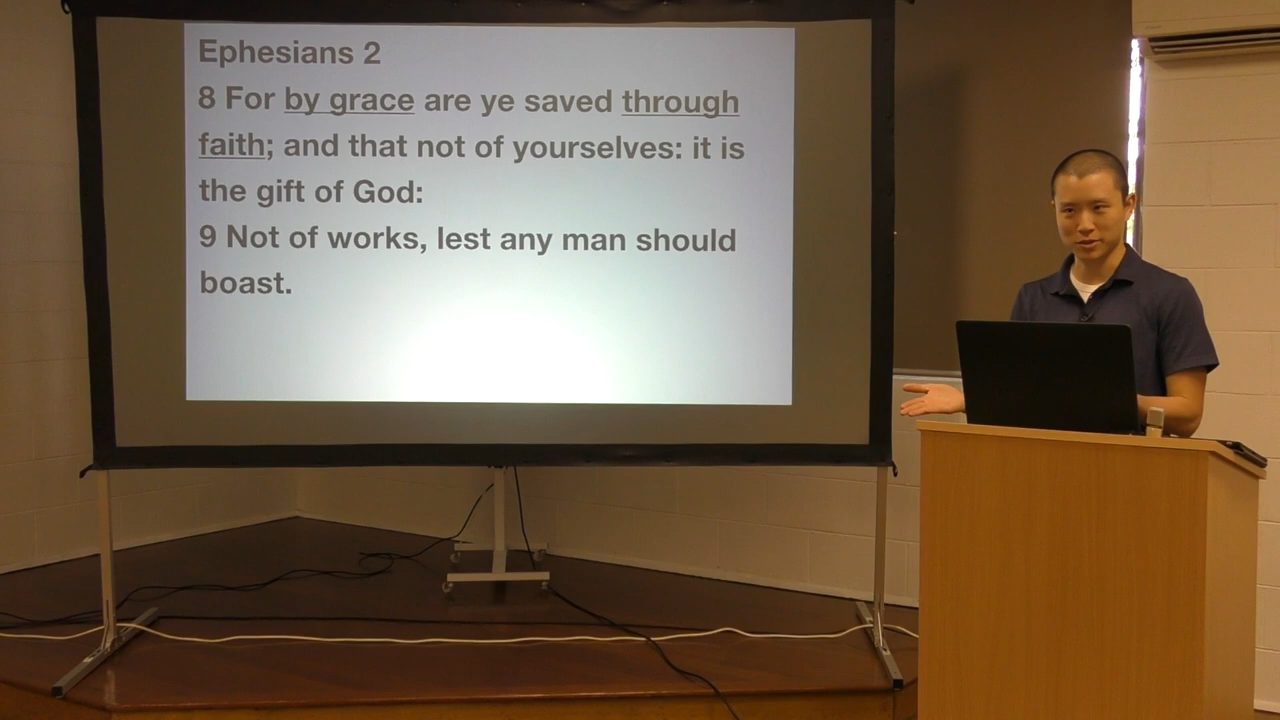 Ephesians 2
8 For by grace are ye saved through
faith; and that not of yourselves: it is
the gift of God:
9 Not of works, lest any man should
boast.